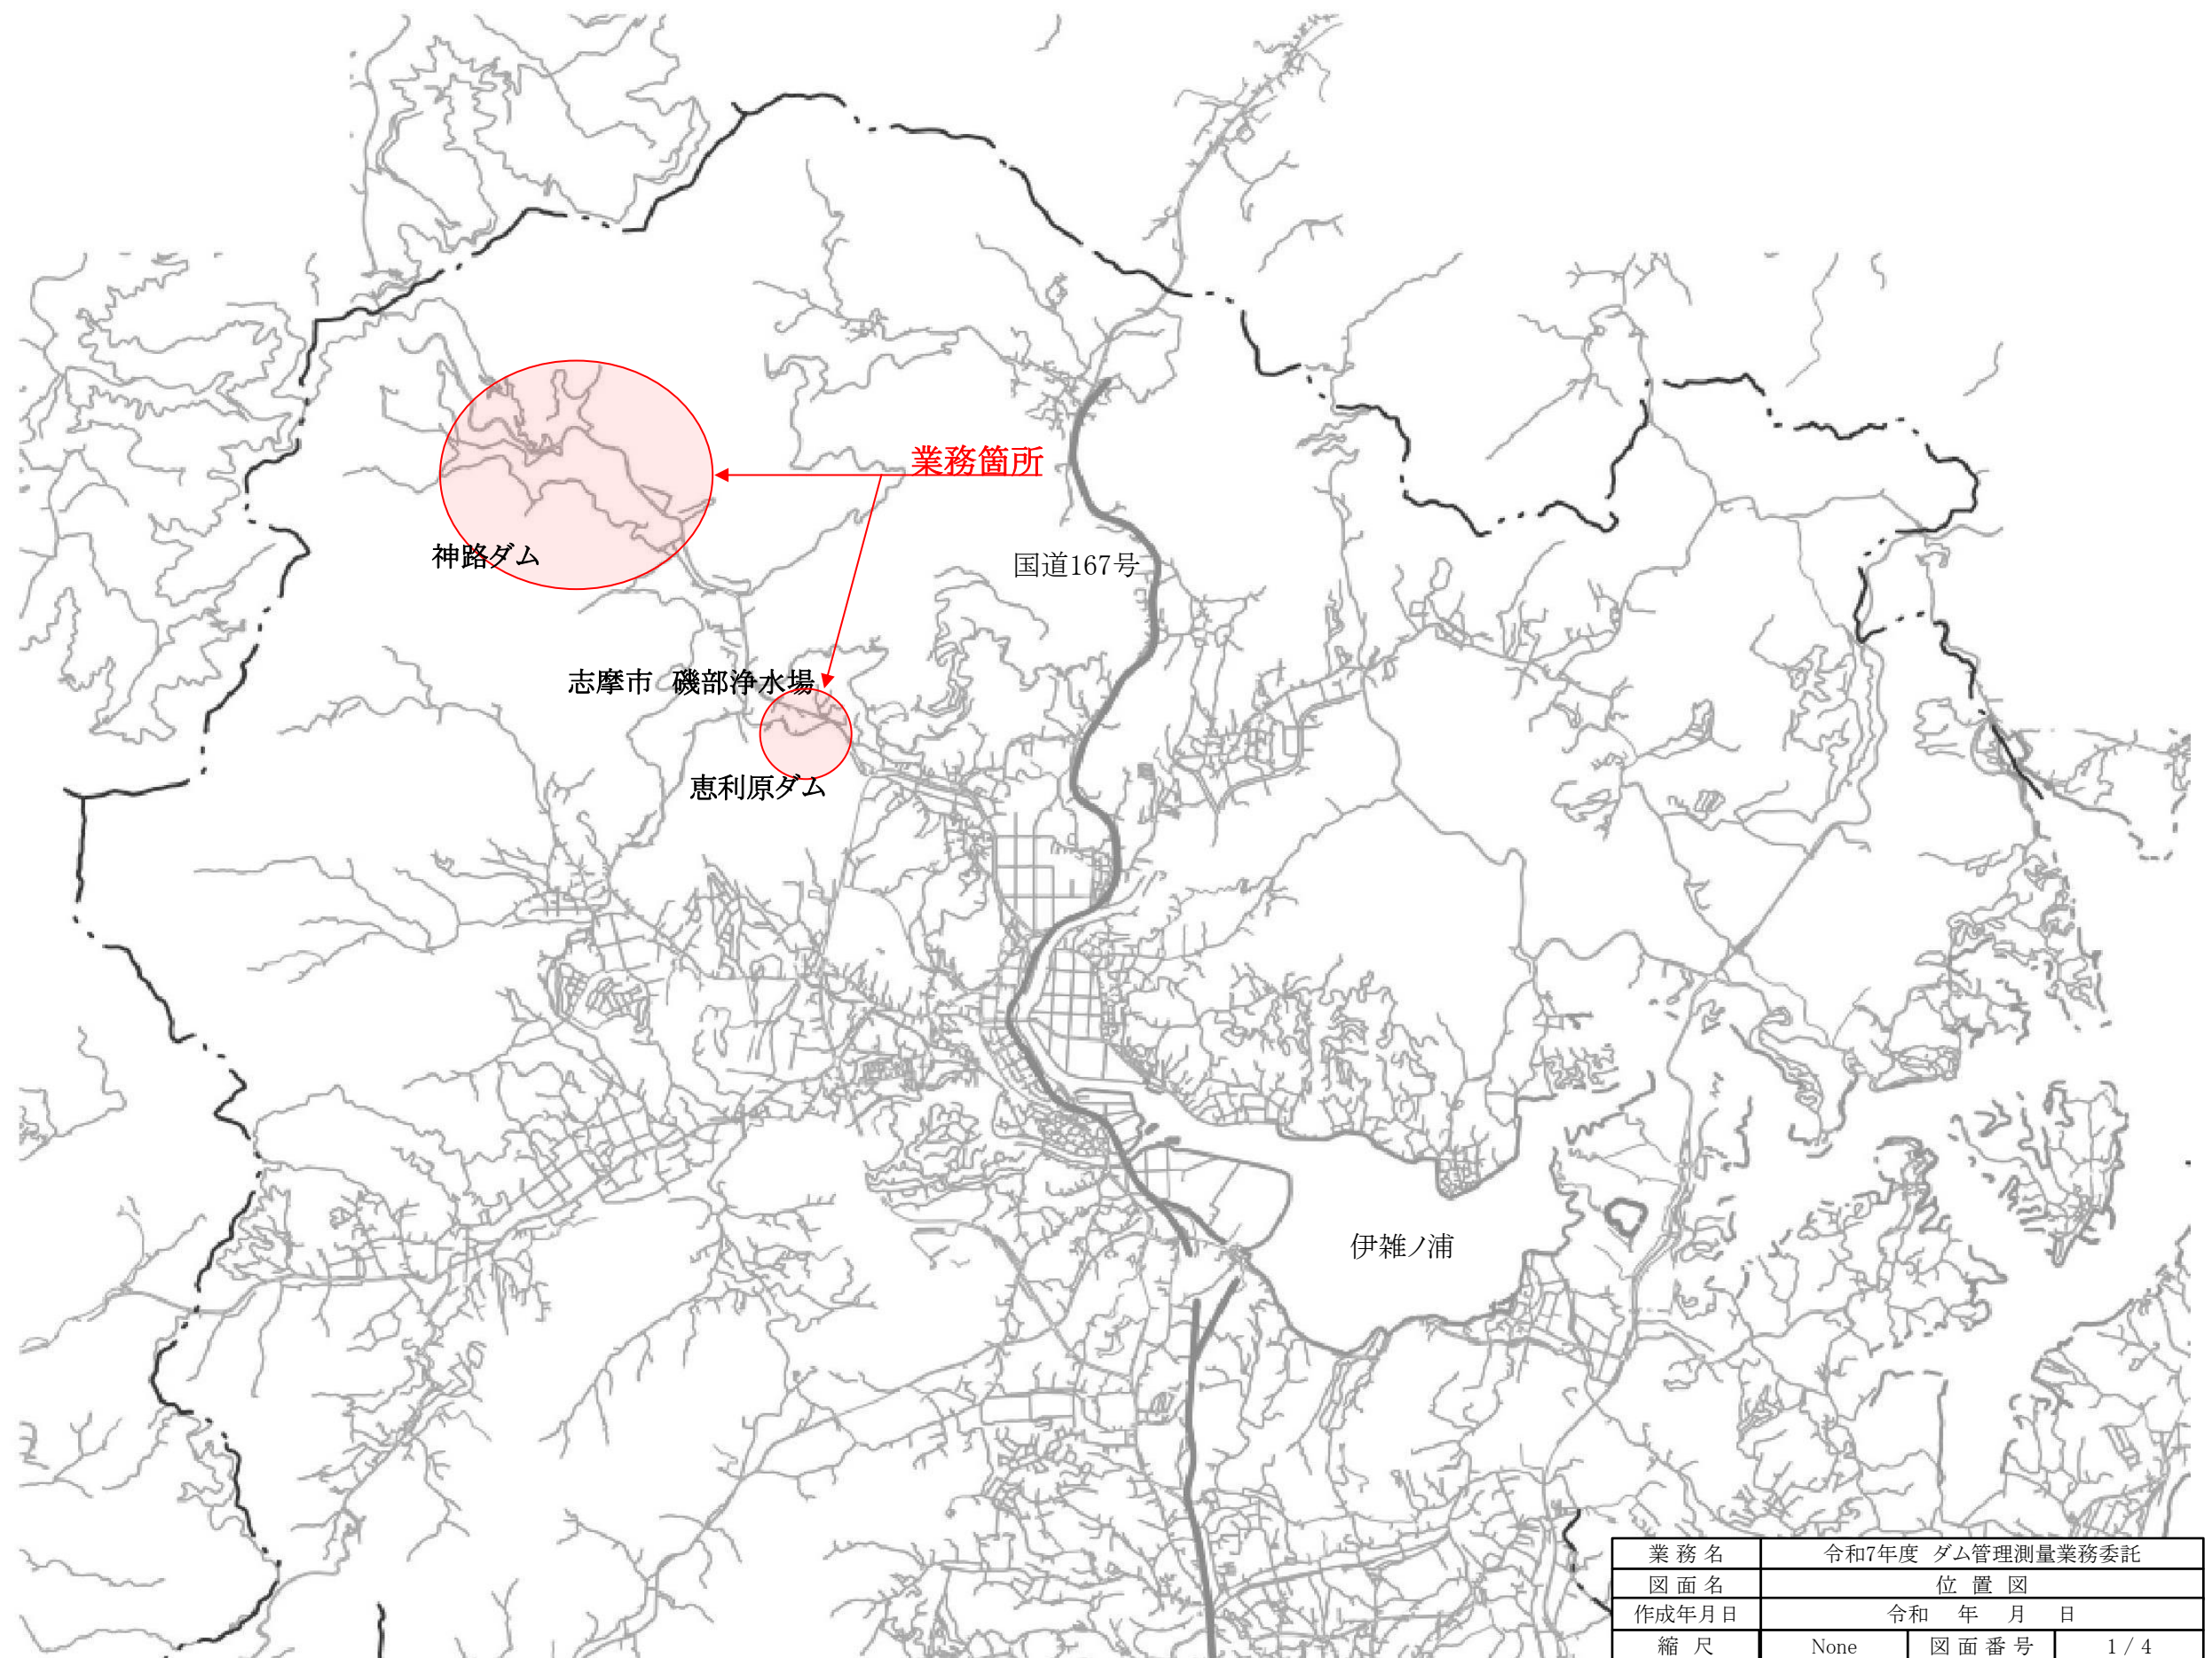 業務箇所
神路ダム
国道167号
志摩市　磯部浄水場
恵利原ダム
伊雑ノ浦
業 務 名　令和7年度　ダム管理測量業務委託
図 面 名　位 置 図
作成年月日　令和　年　月　日
縮 尺　None　図 面 番 号　1 / 4